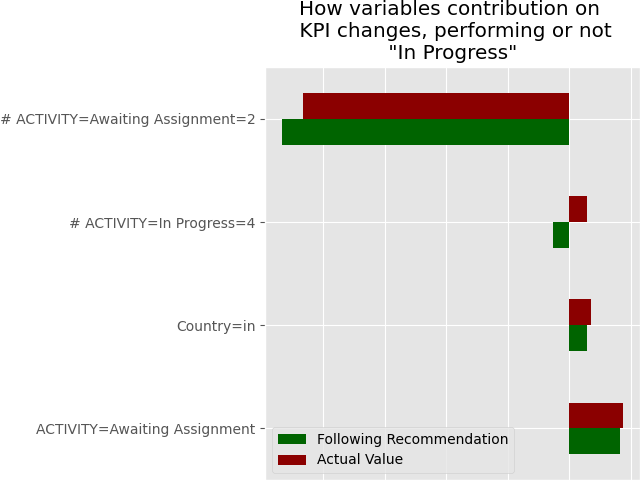 How variables contribution on
KPI changes, performing or not
"In Progress"
# ACTIVITY=Awaiting Assignment=2
# ACTIVITY=In Progress=4
Country=in
ACTIVITY=Awaiting Assignment
Following Recommendation
Actual Value